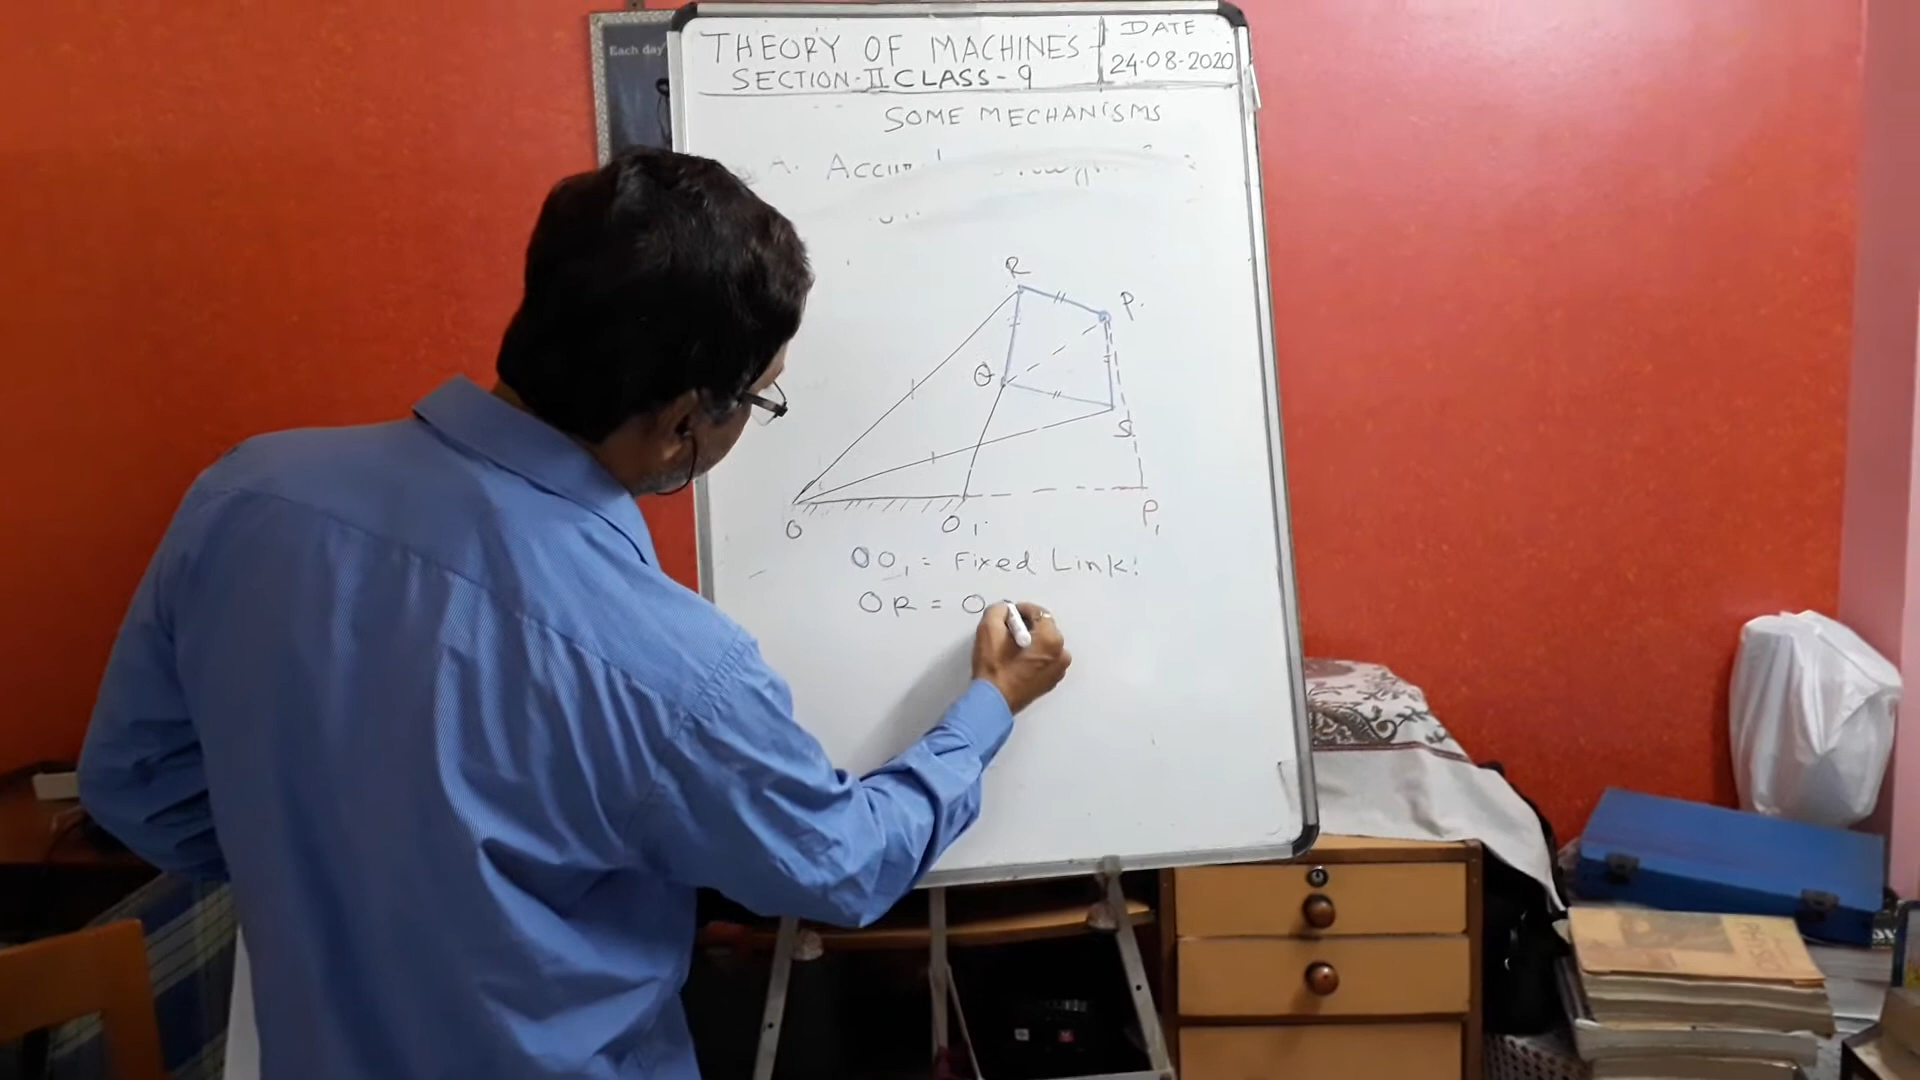 Each day
THEORY OF MACHINES
SECTION-II CLASS-9
DATE
24-08-2020
SOME MECHANISMS
A.
R
P.
Q
S
O
O₁
P₁
OO₁ = Fixed Link.
OR = O